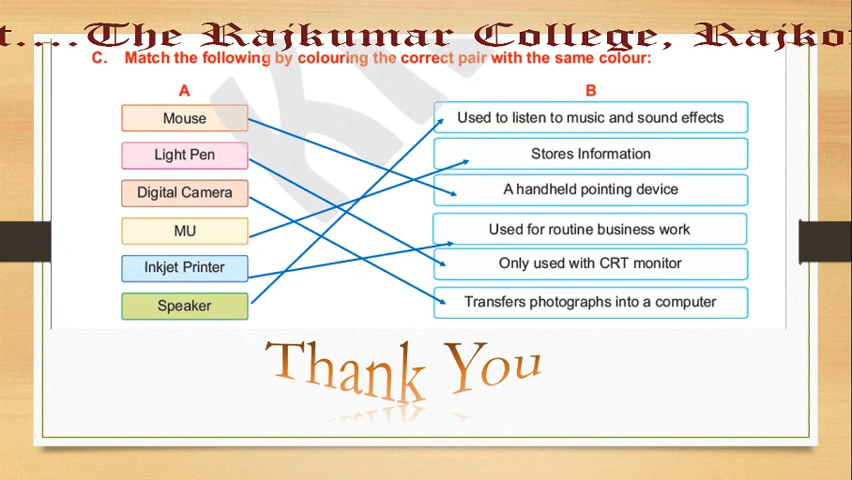 t....The Rajkumar College, Rajko
C. Match the following by colouring the correct pair with the same colour:
A B
Mouse Used to listen to music and sound effects
Light Pen Stores Information
Digital Camera A handheld pointing device
MU Used for routine business work
Inkjet Printer Only used with CRT monitor
Speaker Transfers photographs into a computer
Thank You